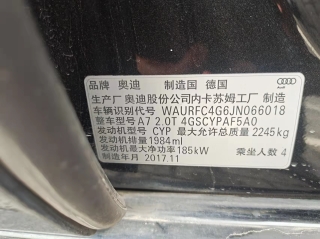 品牌 奥迪 制造国 德国
生产厂 奥迪股份公司内卡苏姆工厂 制造
车辆识别代号 WAURFC4G6JN066018
整车型号 A7 2.0T 4GSCYPAF5A0
发动机型号 CYP 最大允许总质量 2245kg
发动机排量 1984ml
发动机最大净功率 185kW 乘坐人数 4
制造年月 2017.11